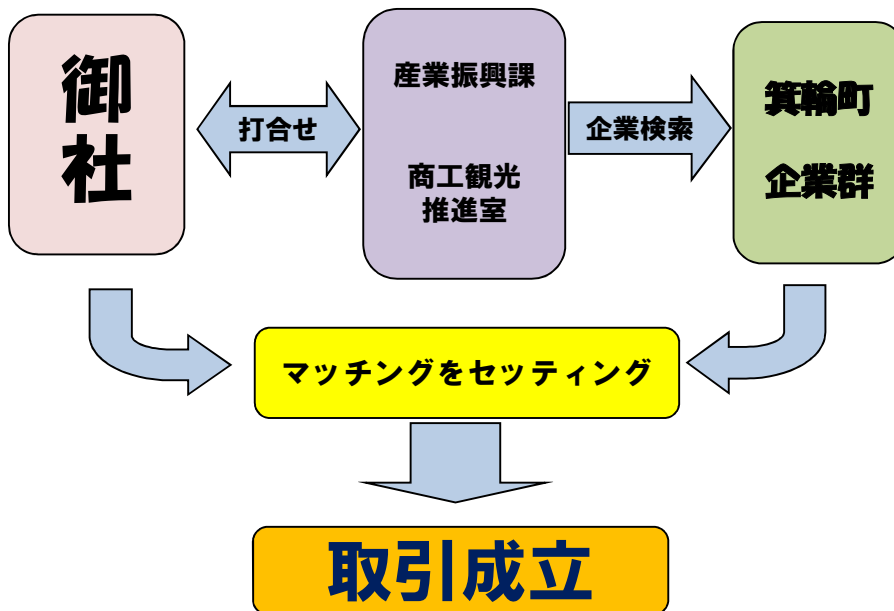 御
社
打合せ
産業振興課
商工観光
推進室
企業検索
箕輪町
企業群
マッチングをセッティング
取引成立